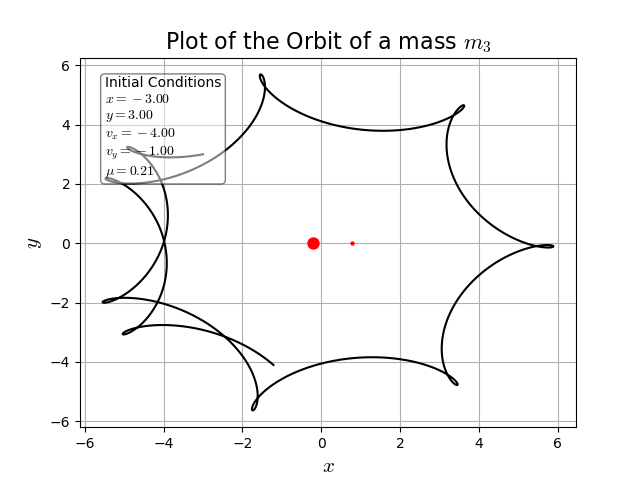 Plot of the Orbit of a mass m₃
Initial Conditions
x = −3.00
y = 3.00
vₓ = −4.00
v_y = −1.00
μ = 0.21
6
4
2
0
−2
−4
−6
y
−6 −4 −2 0 2 4 6
x